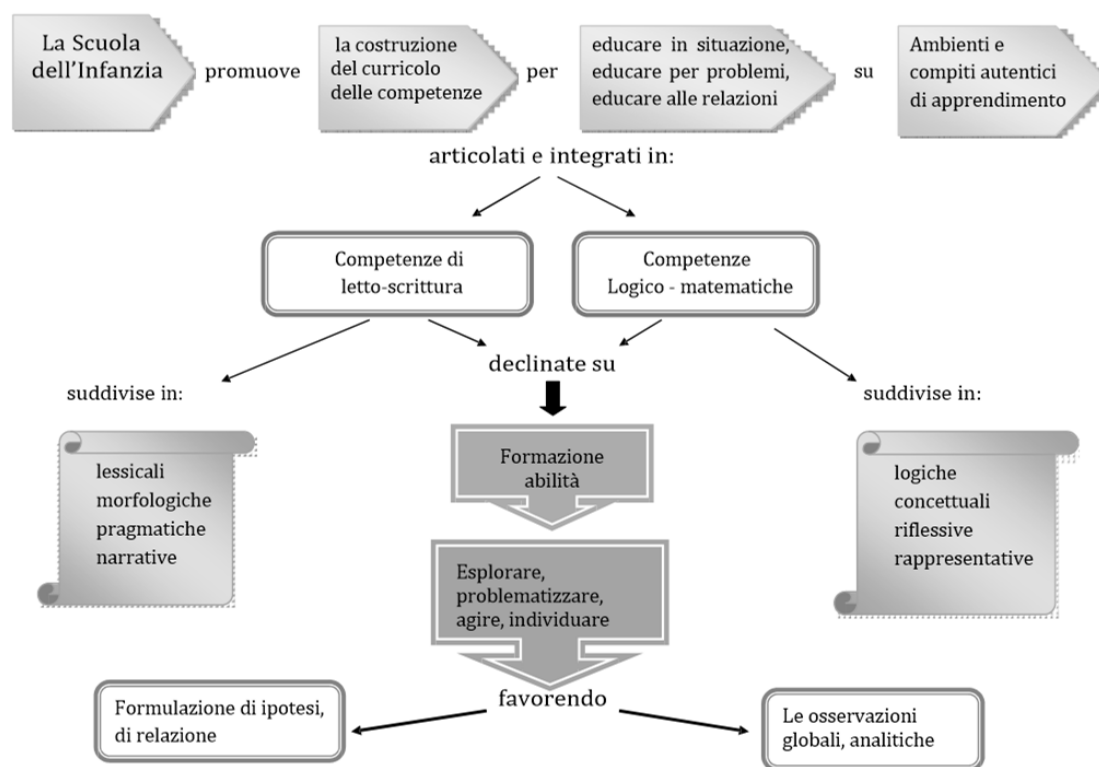 La Scuola
dell'Infanzia
promuove
la costruzione
del curricolo
delle competenze
per
educare in situazione,
educare per problemi,
educare alle relazioni
su
Ambienti e
compiti autentici
di apprendimento
articolati e integrati in:
Competenze di
letto-scrittura
Competenze
Logico - matematiche
declinate su
suddivise in:
suddivise in:
lessicali
morfologiche
pragmatiche
narrative
Formazione
abilità
logiche
concettuali
riflessive
rappresentative
Esplorare,
problematizzare,
agire, individuare
favorendo
Formulazione di ipotesi,
di relazione
Le osservazioni
globali, analitiche